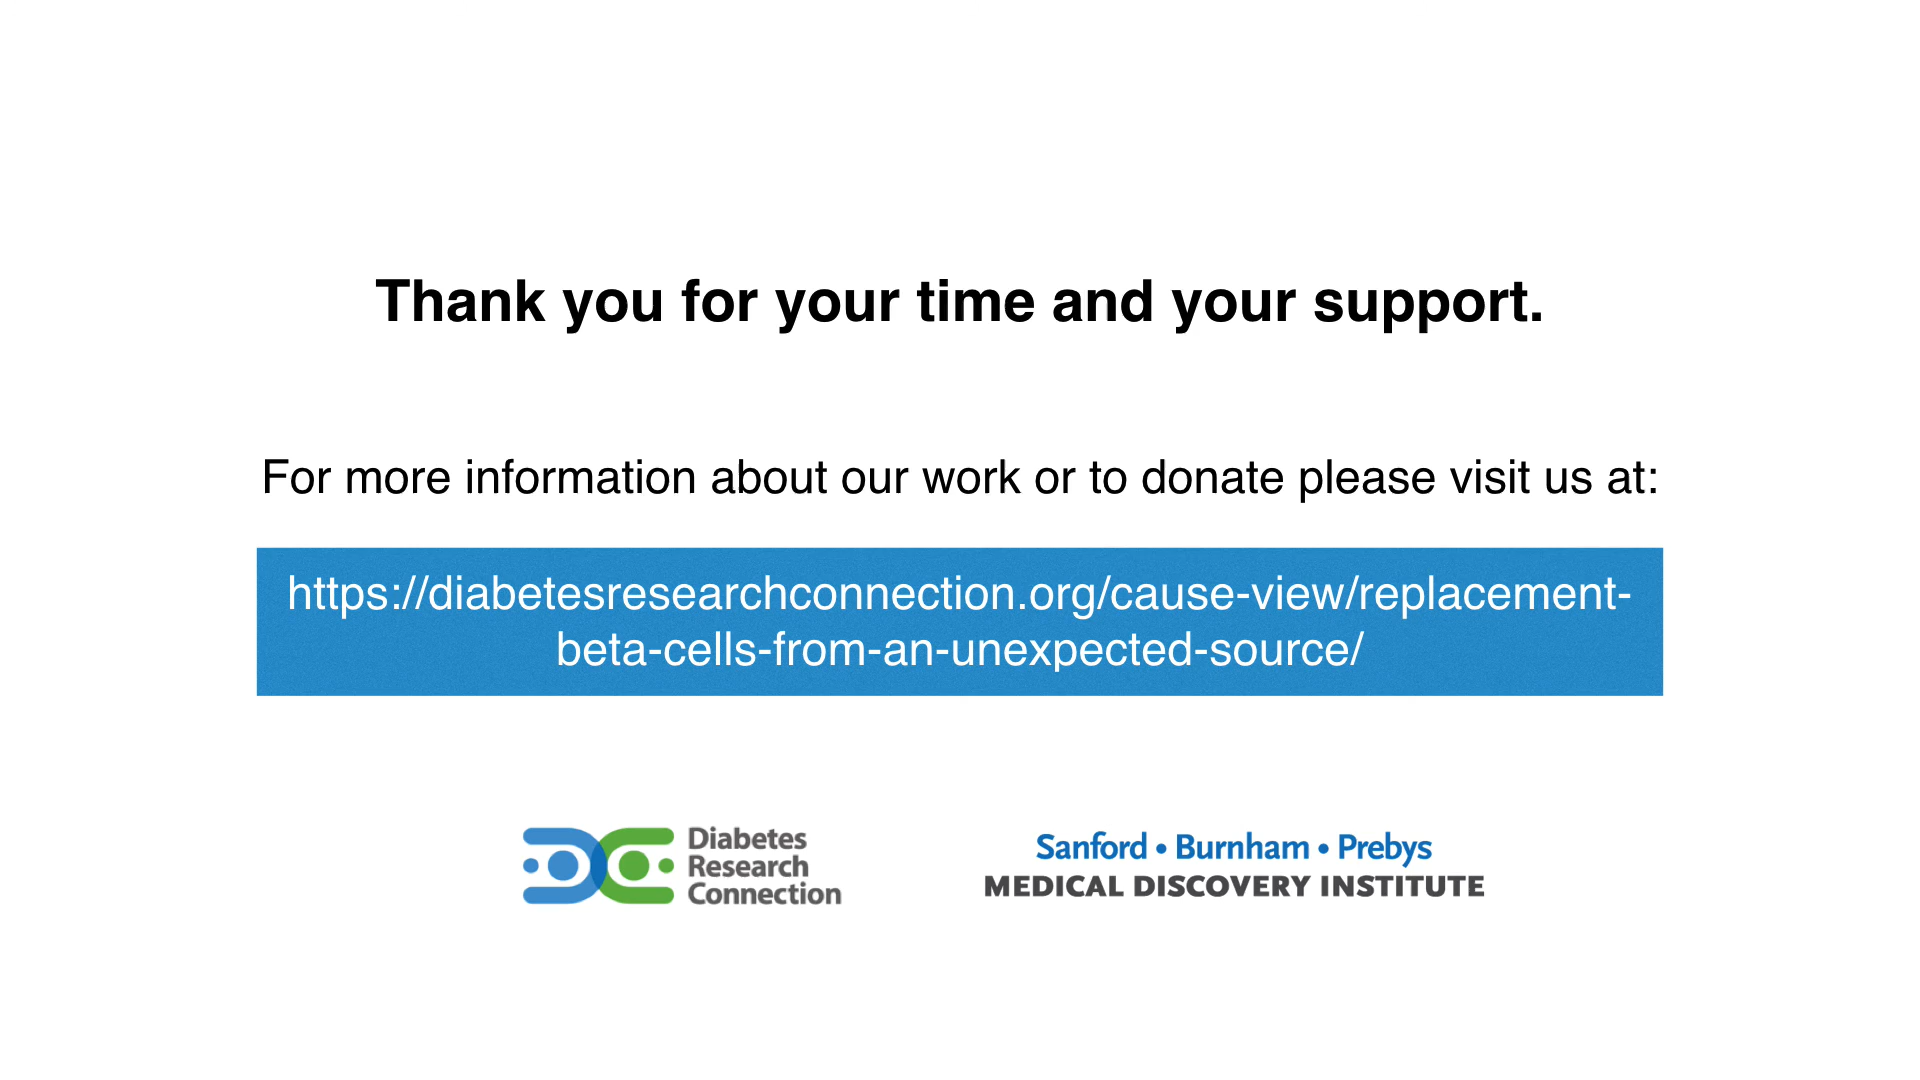 Thank you for your time and your support.
For more information about our work or to donate please visit us at:
https://diabetesresearchconnection.org/cause-view/replacement-
beta-cells-from-an-unexpected-source/
Diabetes
Research
Connection
Sanford • Burnham • Prebys
MEDICAL DISCOVERY INSTITUTE